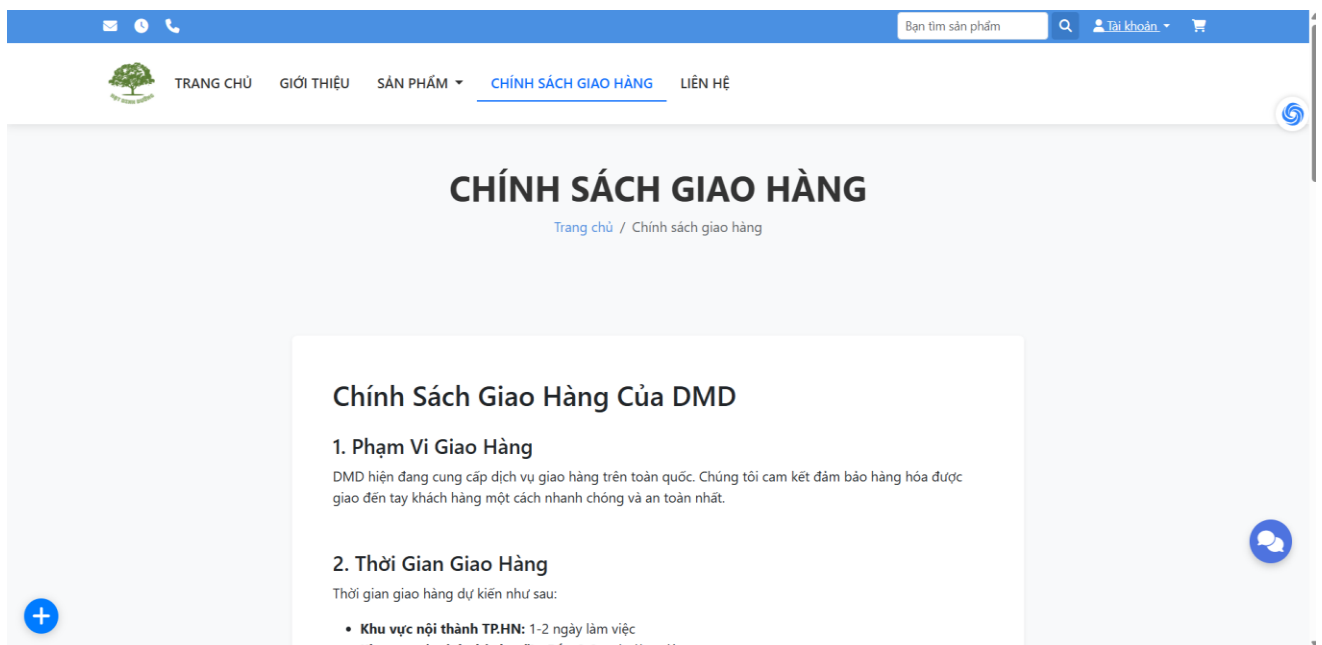 Bạn tìm sản phẩm
Tài khoản
TRANG CHỦ GIỚI THIỆU SẢN PHẨM CHÍNH SÁCH GIAO HÀNG LIÊN HỆ
CHÍNH SÁCH GIAO HÀNG
Trang chủ / Chính sách giao hàng
Chính Sách Giao Hàng Của DMD
1. Phạm Vi Giao Hàng
DMD hiện đang cung cấp dịch vụ giao hàng trên toàn quốc. Chúng tôi cam kết đảm bảo hàng hóa được
giao đến tay khách hàng một cách nhanh chóng và an toàn nhất.
2. Thời Gian Giao Hàng
Thời gian giao hàng dự kiến như sau:
• Khu vực nội thành TP.HN: 1-2 ngày làm việc